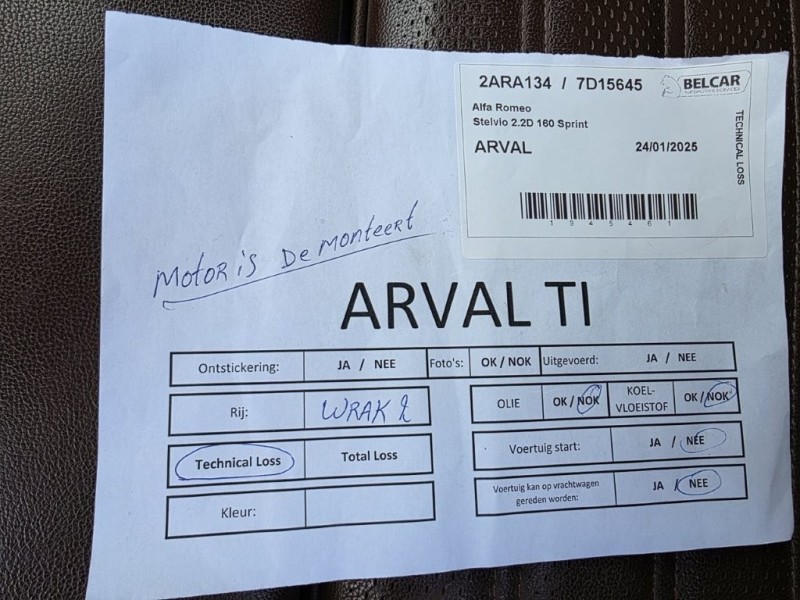 2ARA134 / 7D15645
BELCAR
Alfa Romeo
Stelvio 2.2D 160 Sprint
ARVAL 24/01/2025
TECHNICAL LOSS
1945461
MOTOR is DeMONTeeRT
ARVAL TI
Ontstickering: JA / NEE Foto's: OK / NOK Uitgevoerd: JA / NEE
Rij: WRAK 2
OLIE OK / NOK KOEL-VLOEISTOF OK / NOK
Technical Loss Total Loss
Voertuig start: JA / NEE
Kleur:
Voertuig kan op vrachtwagen
gereden worden: JA / NEE